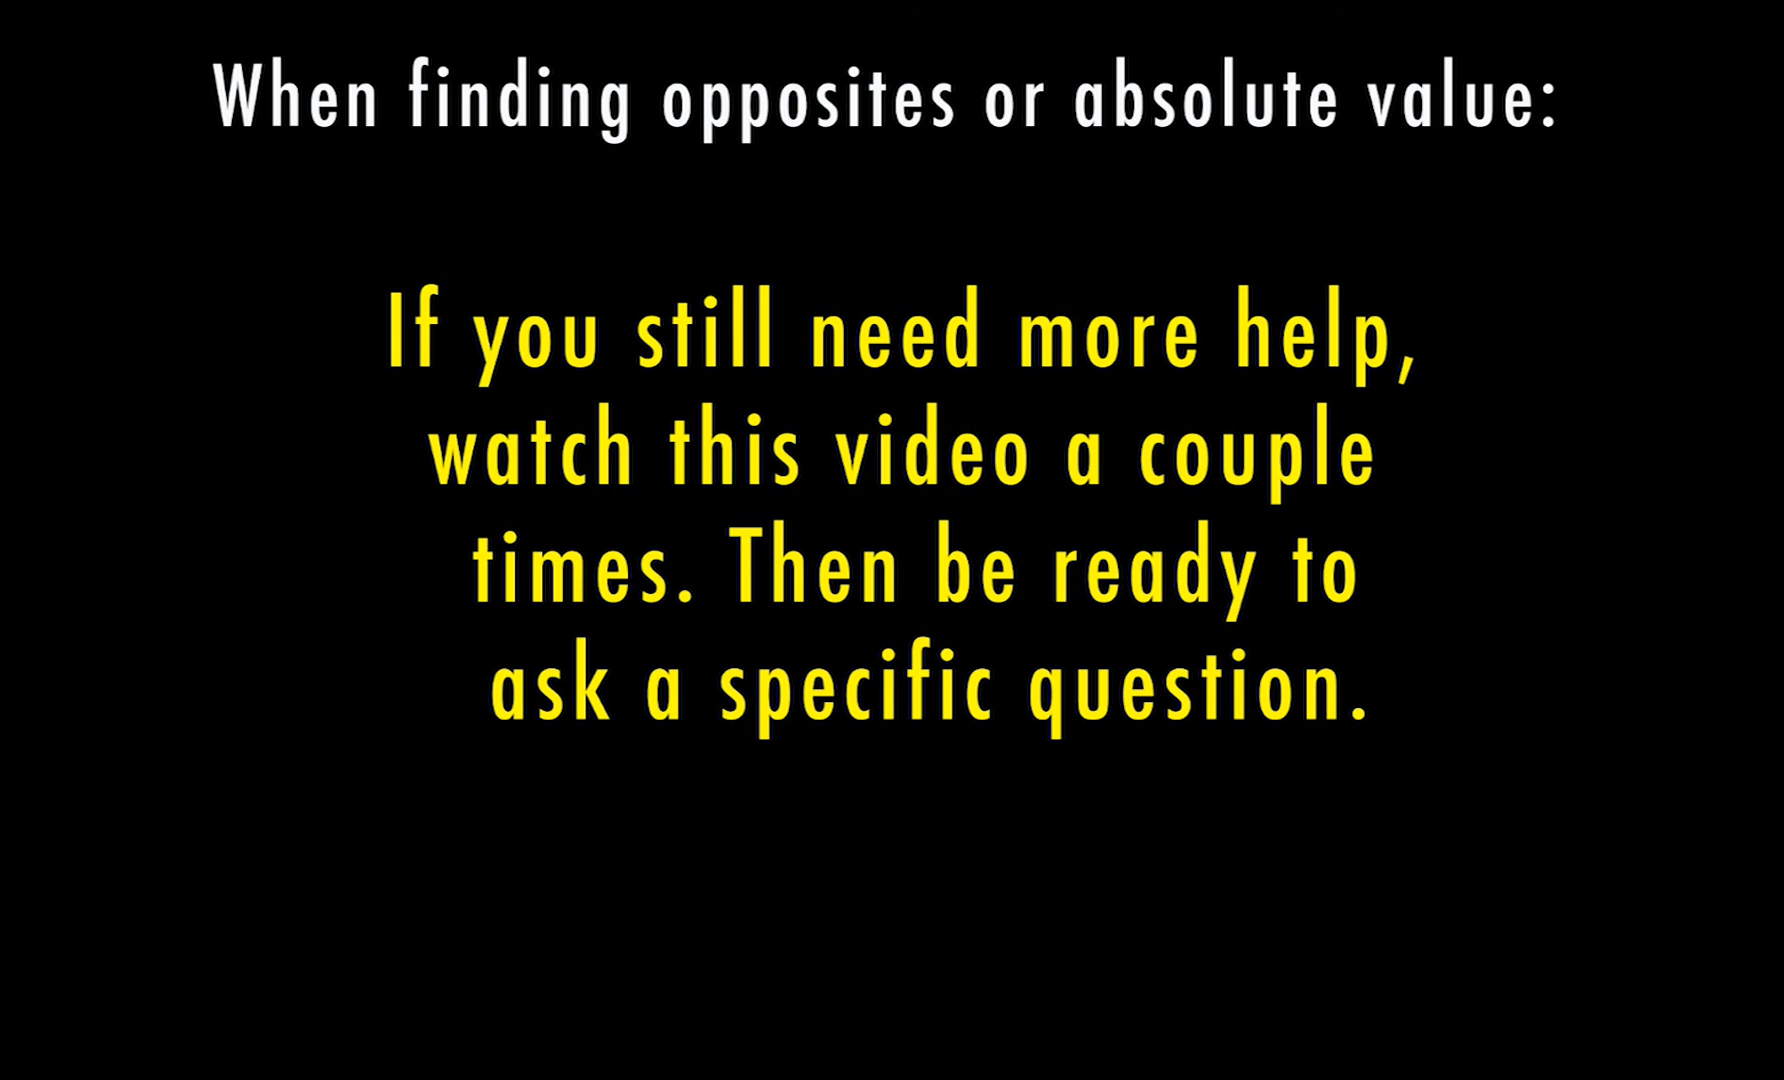 When finding opposites or absolute value:
If you still need more help,
watch this video a couple
times. Then be ready to
ask a specific question.